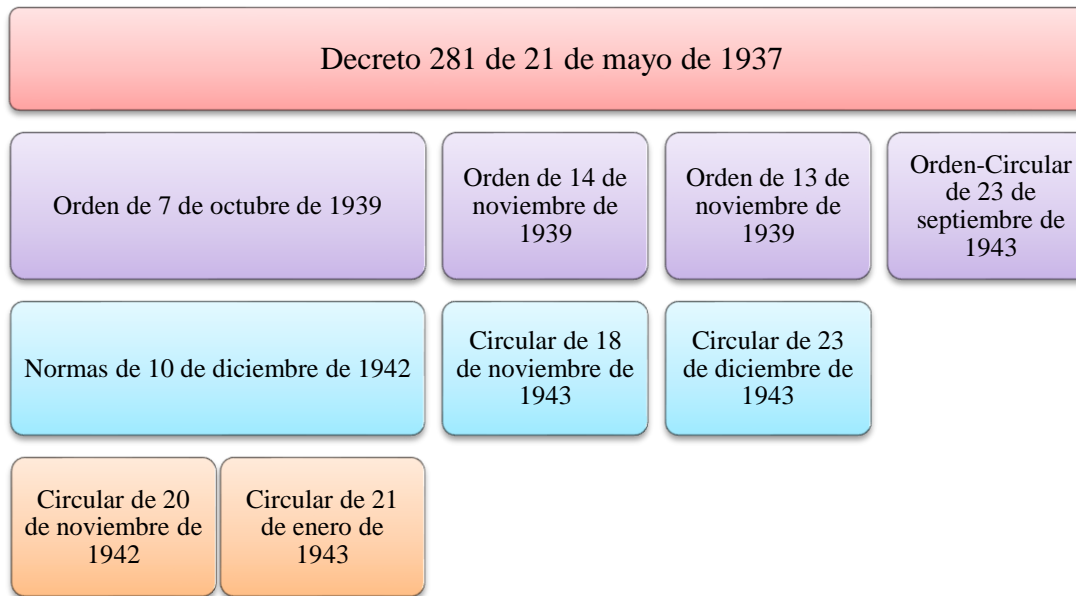 Decreto 281 de 21 de mayo de 1937
Orden de 7 de octubre de 1939
Orden de 14 de
noviembre de
1939
Orden de 13 de
noviembre de
1939
Orden-Circular
de 23 de
septiembre de
1943
Normas de 10 de diciembre de 1942
Circular de 18
de noviembre de
1943
Circular de 23
de diciembre de
1943
Circular de 20
de noviembre de
1942
Circular de 21
de enero de
1943